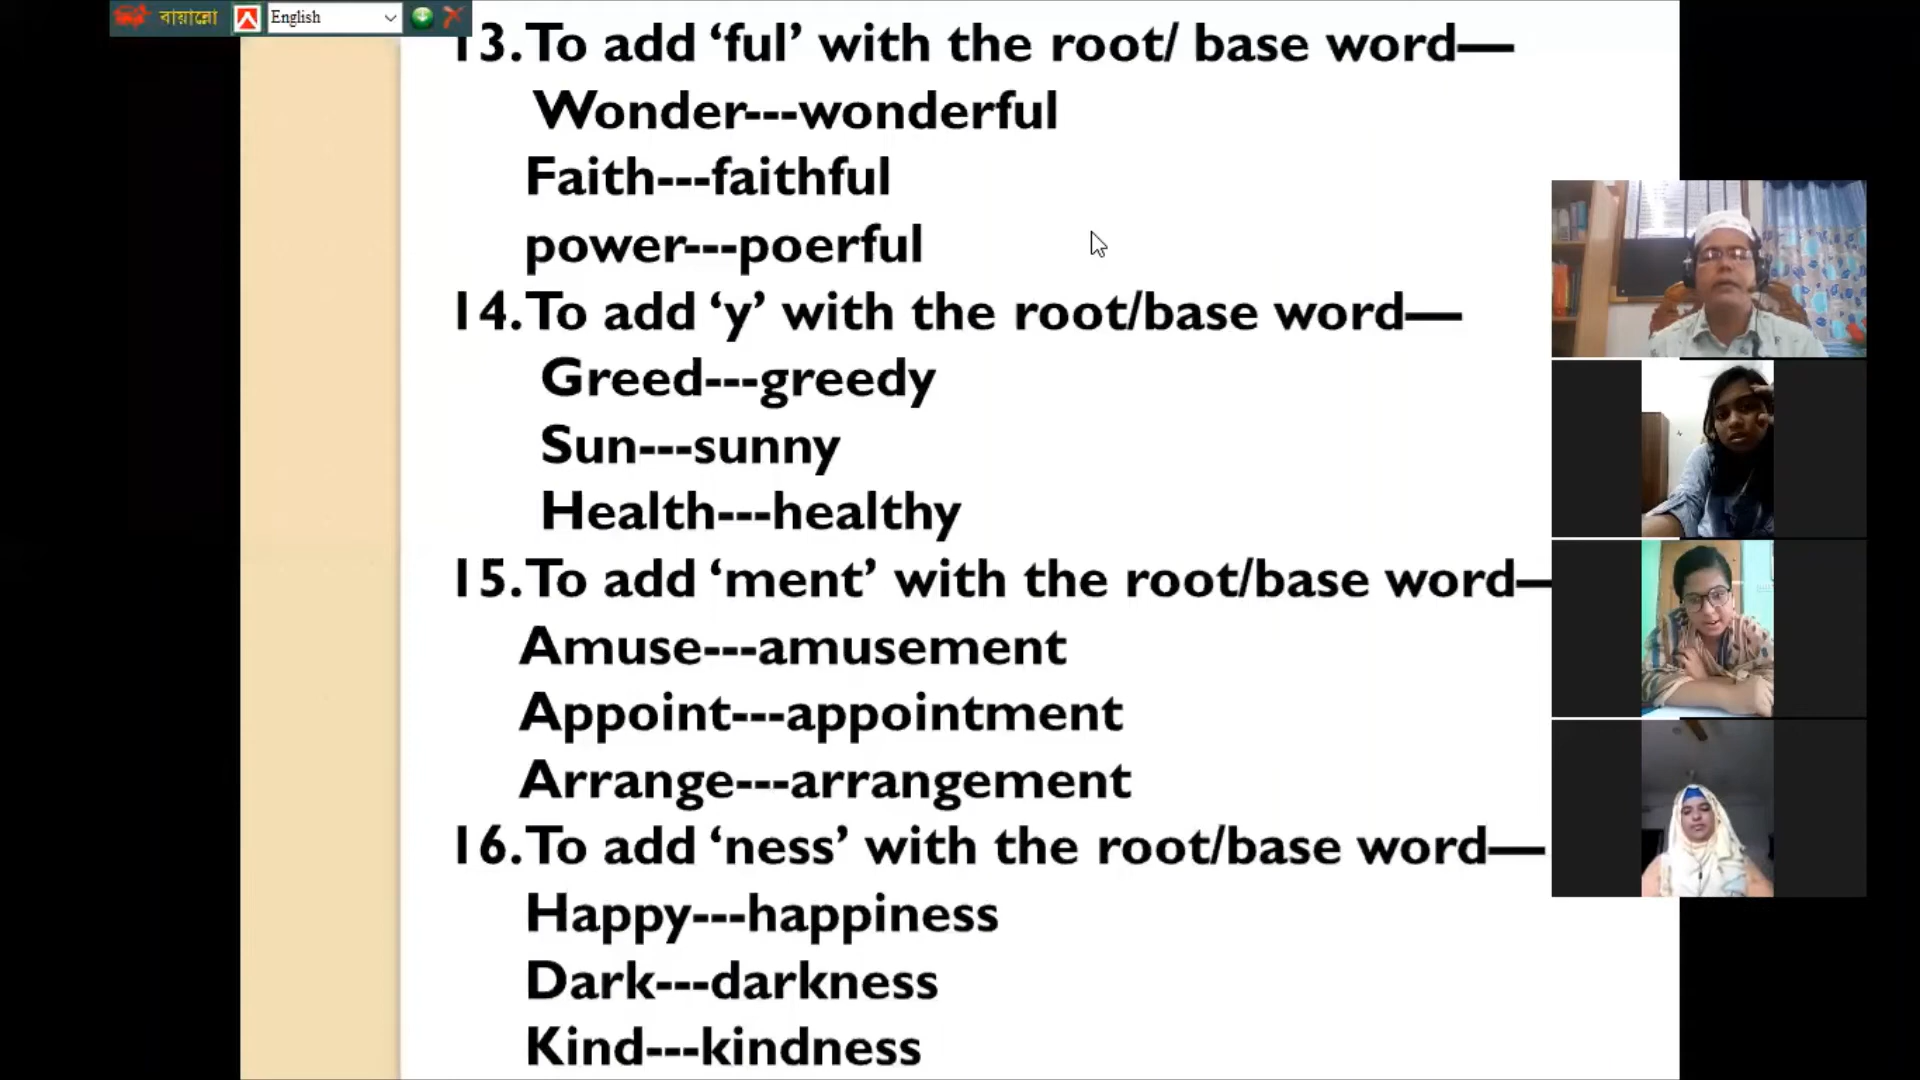 বায়ান্নো English
13.To add ‘ful’ with the root/ base word—
Wonder---wonderful
Faith---faithful
power---poerful
14.To add ‘y’ with the root/base word—
Greed---greedy
Sun---sunny
Health---healthy
15.To add ‘ment’ with the root/base word—
Amuse---amusement
Appoint---appointment
Arrange---arrangement
16.To add ‘ness’ with the root/base word—
Happy---happiness
Dark---darkness
Kind---kindness